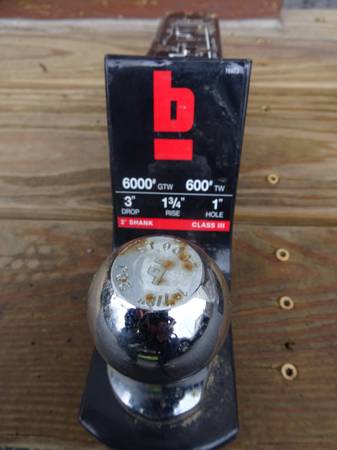 b
6000# GTW 600# TW
3" 1¾" 1"
DROP RISE HOLE
2" SHANK CLASS III